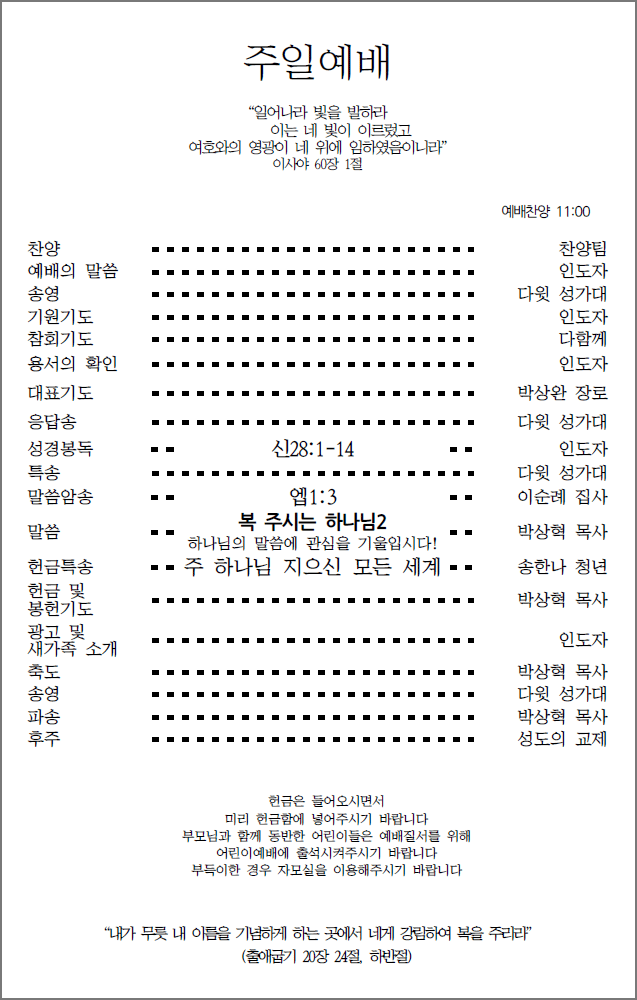 주일예배
“일어나라 빛을 발하라
이는 네 빛이 이르렀고
여호와의 영광이 네 위에 임하였음이니라”
이사야 60장 1절
예배찬양 11:00
찬양 찬양팀
예배의 말씀 인도자
송영 다윗 성가대
기원기도 인도자
참회기도 다함께
용서의 확인 인도자
대표기도 박상완 장로
응답송 다윗 성가대
성경봉독 신28:1-14 인도자
특송 다윗 성가대
말씀암송 엡1:3 이순례 집사
말씀 복 주시는 하나님2 박상혁 목사
하나님의 말씀에 관심을 기울입시다!
헌금특송 주 하나님 지으신 모든 세계 송한나 청년
헌금 및
봉헌기도 박상혁 목사
광고 및
새가족 소개 인도자
축도 박상혁 목사
송영 다윗 성가대
파송 박상혁 목사
후주 성도의 교제
헌금은 들어오시면서
미리 헌금함에 넣어주시기 바랍니다
부모님과 함께 동반한 어린이들은 예배질서를 위해
어린이예배에 출석시켜주시기 바랍니다
부득이한 경우 자모실을 이용해주시기 바랍니다
“내가 무릇 내 이름을 기념하게 하는 곳에서 네게 강림하여 복을 주리라”
(출애굽기 20장 24절, 하반절)